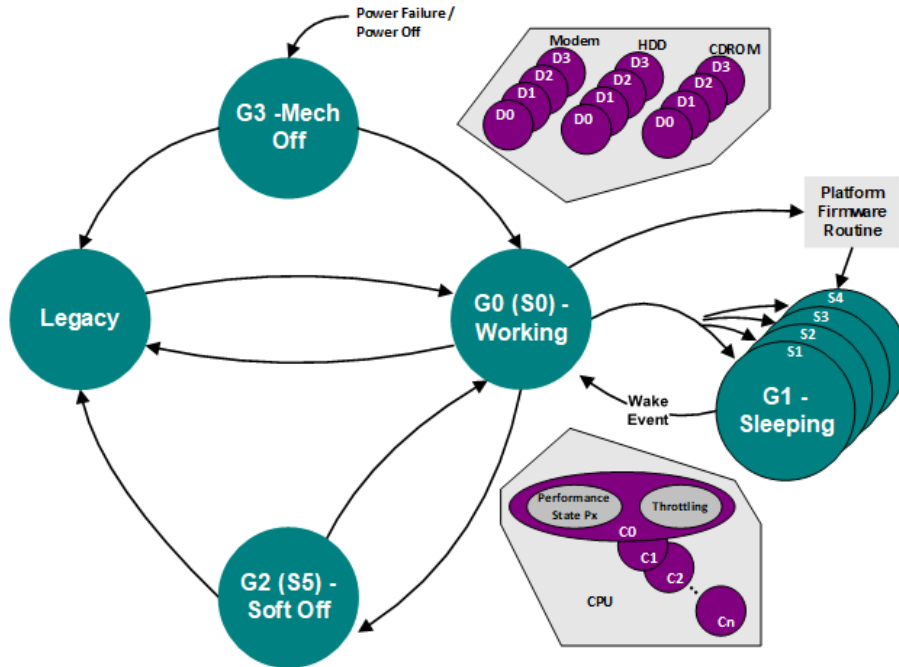 Power Failure /
Power Off
G3 -Mech
Off
Modem
HDD
CDROM
D3
D2
D1
D0
D3
D2
D1
D0
D3
D2
D1
D0
Platform
Firmware
Routine
Legacy
G0 (S0) -
Working
S4
S3
S2
S1
G1 -
Sleeping
Wake
Event
Performance
State Px
Throttling
C0
C1
C2
Cn
CPU
G2 (S5) -
Soft Off